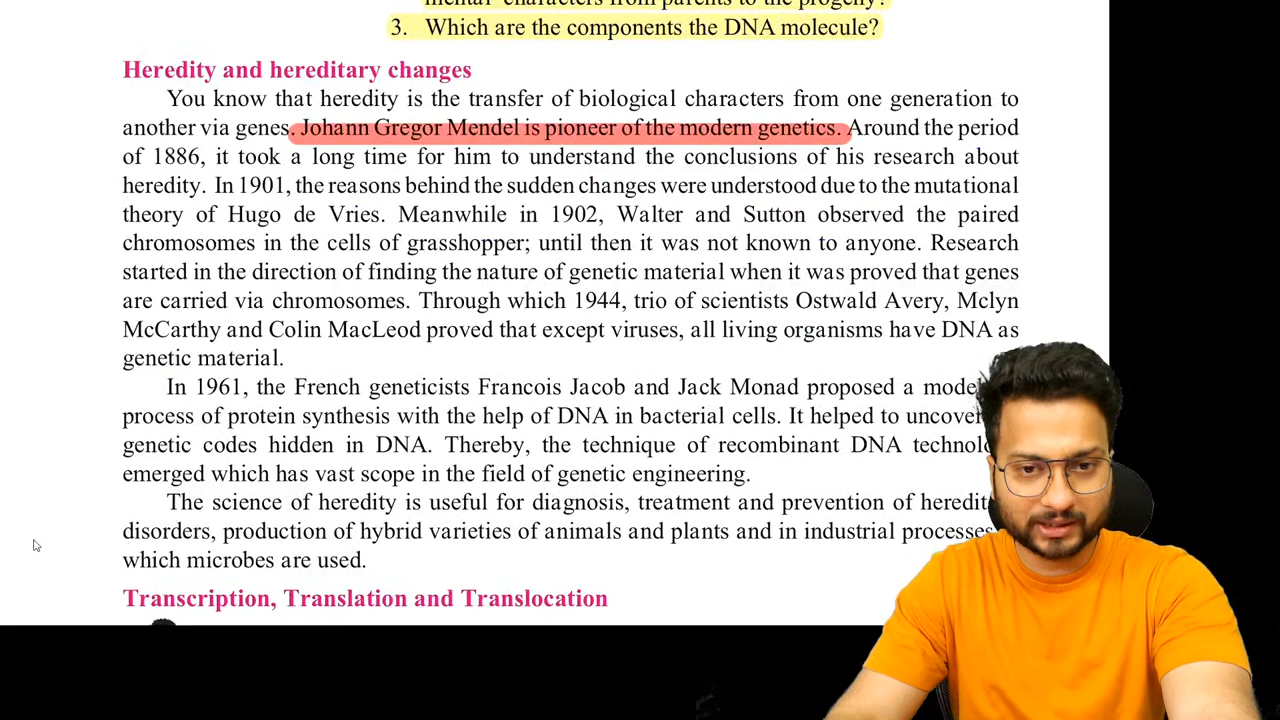 mental characters from parents to the progeny?
3. Which are the components the DNA molecule?
Heredity and hereditary changes
You know that heredity is the transfer of biological characters from one generation to
another via genes. Johann Gregor Mendel is pioneer of the modern genetics. Around the period
of 1886, it took a long time for him to understand the conclusions of his research about
heredity. In 1901, the reasons behind the sudden changes were understood due to the mutational
theory of Hugo de Vries. Meanwhile in 1902, Walter and Sutton observed the paired
chromosomes in the cells of grasshopper; until then it was not known to anyone. Research
started in the direction of finding the nature of genetic material when it was proved that genes
are carried via chromosomes. Through which 1944, trio of scientists Ostwald Avery, Mclyn
McCarthy and Colin MacLeod proved that except viruses, all living organisms have DNA as
genetic material.
In 1961, the French geneticists Francois Jacob and Jack Monad proposed a
process of protein synthesis with the help of DNA in bacterial cells. It helped to
genetic codes hidden in DNA. Thereby, the technique of recombinant DNA
emerged which has vast scope in the field of genetic engineering.
The science of heredity is useful for diagnosis, treatment and prevention of
disorders, production of hybrid varieties of animals and plants and in industrial processes
which microbes are used.
Transcription, Translation and Translocation